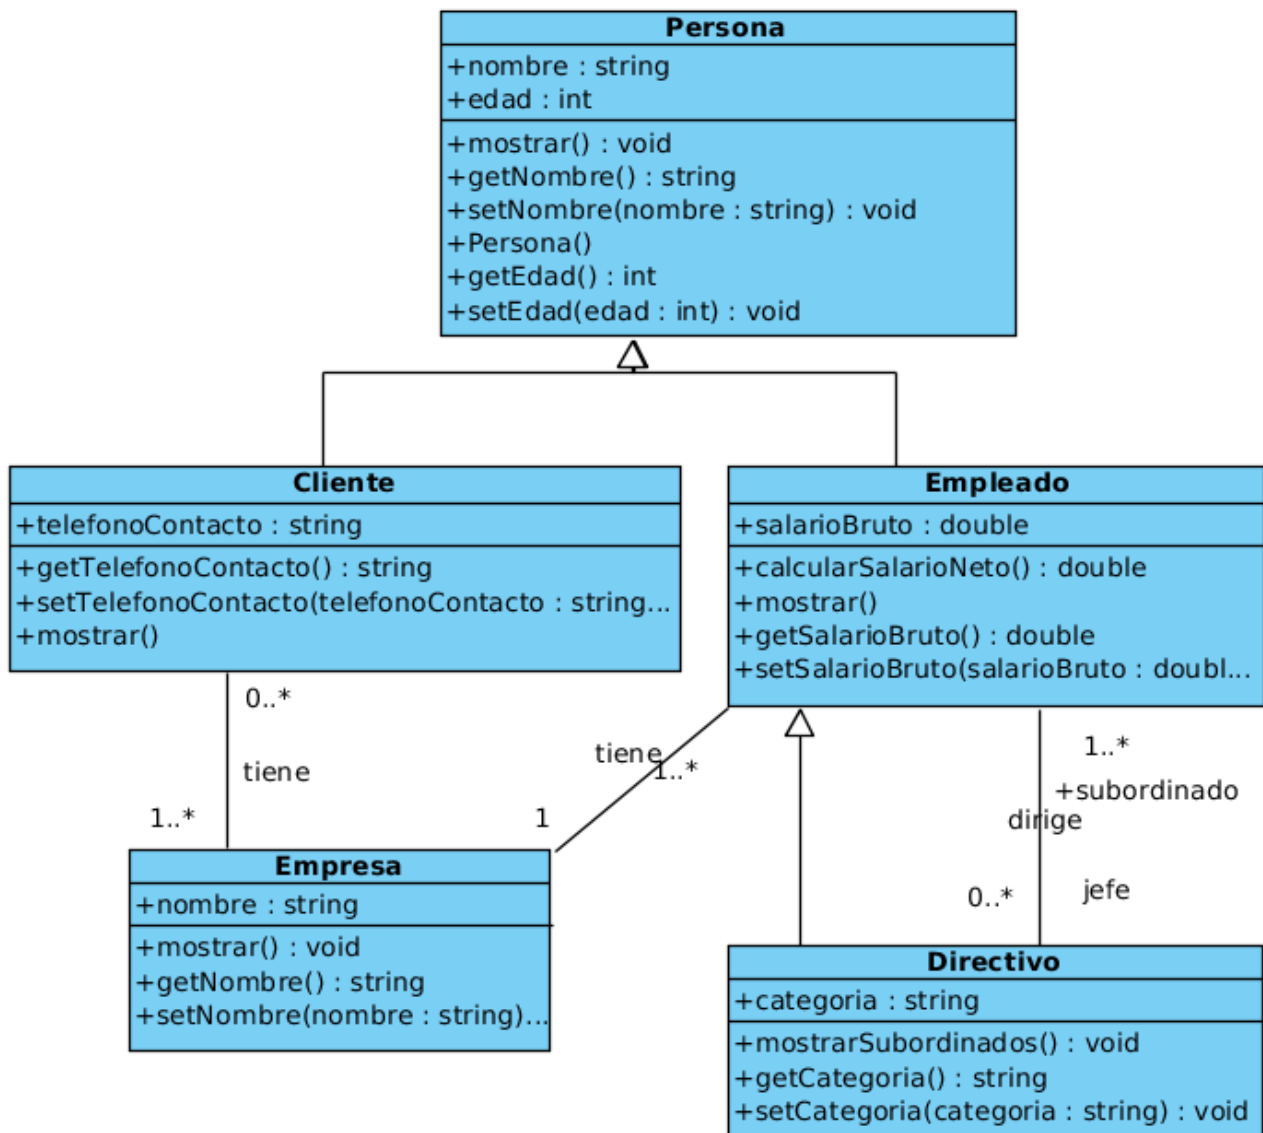 Persona
+nombre : string
+edad : int
+mostrar() : void
+getNombre() : string
+setNombre(nombre : string) : void
+Persona()
+getEdad() : int
+setEdad(edad : int) : void
Cliente
+telefonoContacto : string
+getTelefonoContacto() : string
+setTelefonoContacto(telefonoContacto : string...
+mostrar()
Empleado
+salarioBruto : double
+calcularSalarioNeto() : double
+mostrar()
+getSalarioBruto() : double
+setSalarioBruto(salarioBruto : doubl...
0..*
tiene
1..*
tiene
1..*
1
1..*
+subordinado
dirige
0..*
jefe
Empresa
+nombre : string
+mostrar() : void
+getNombre() : string
+setNombre(nombre : string)...
Directivo
+categoria : string
+mostrarSubordinados() : void
+getCategoria() : string
+setCategoria(categoria : string) : void